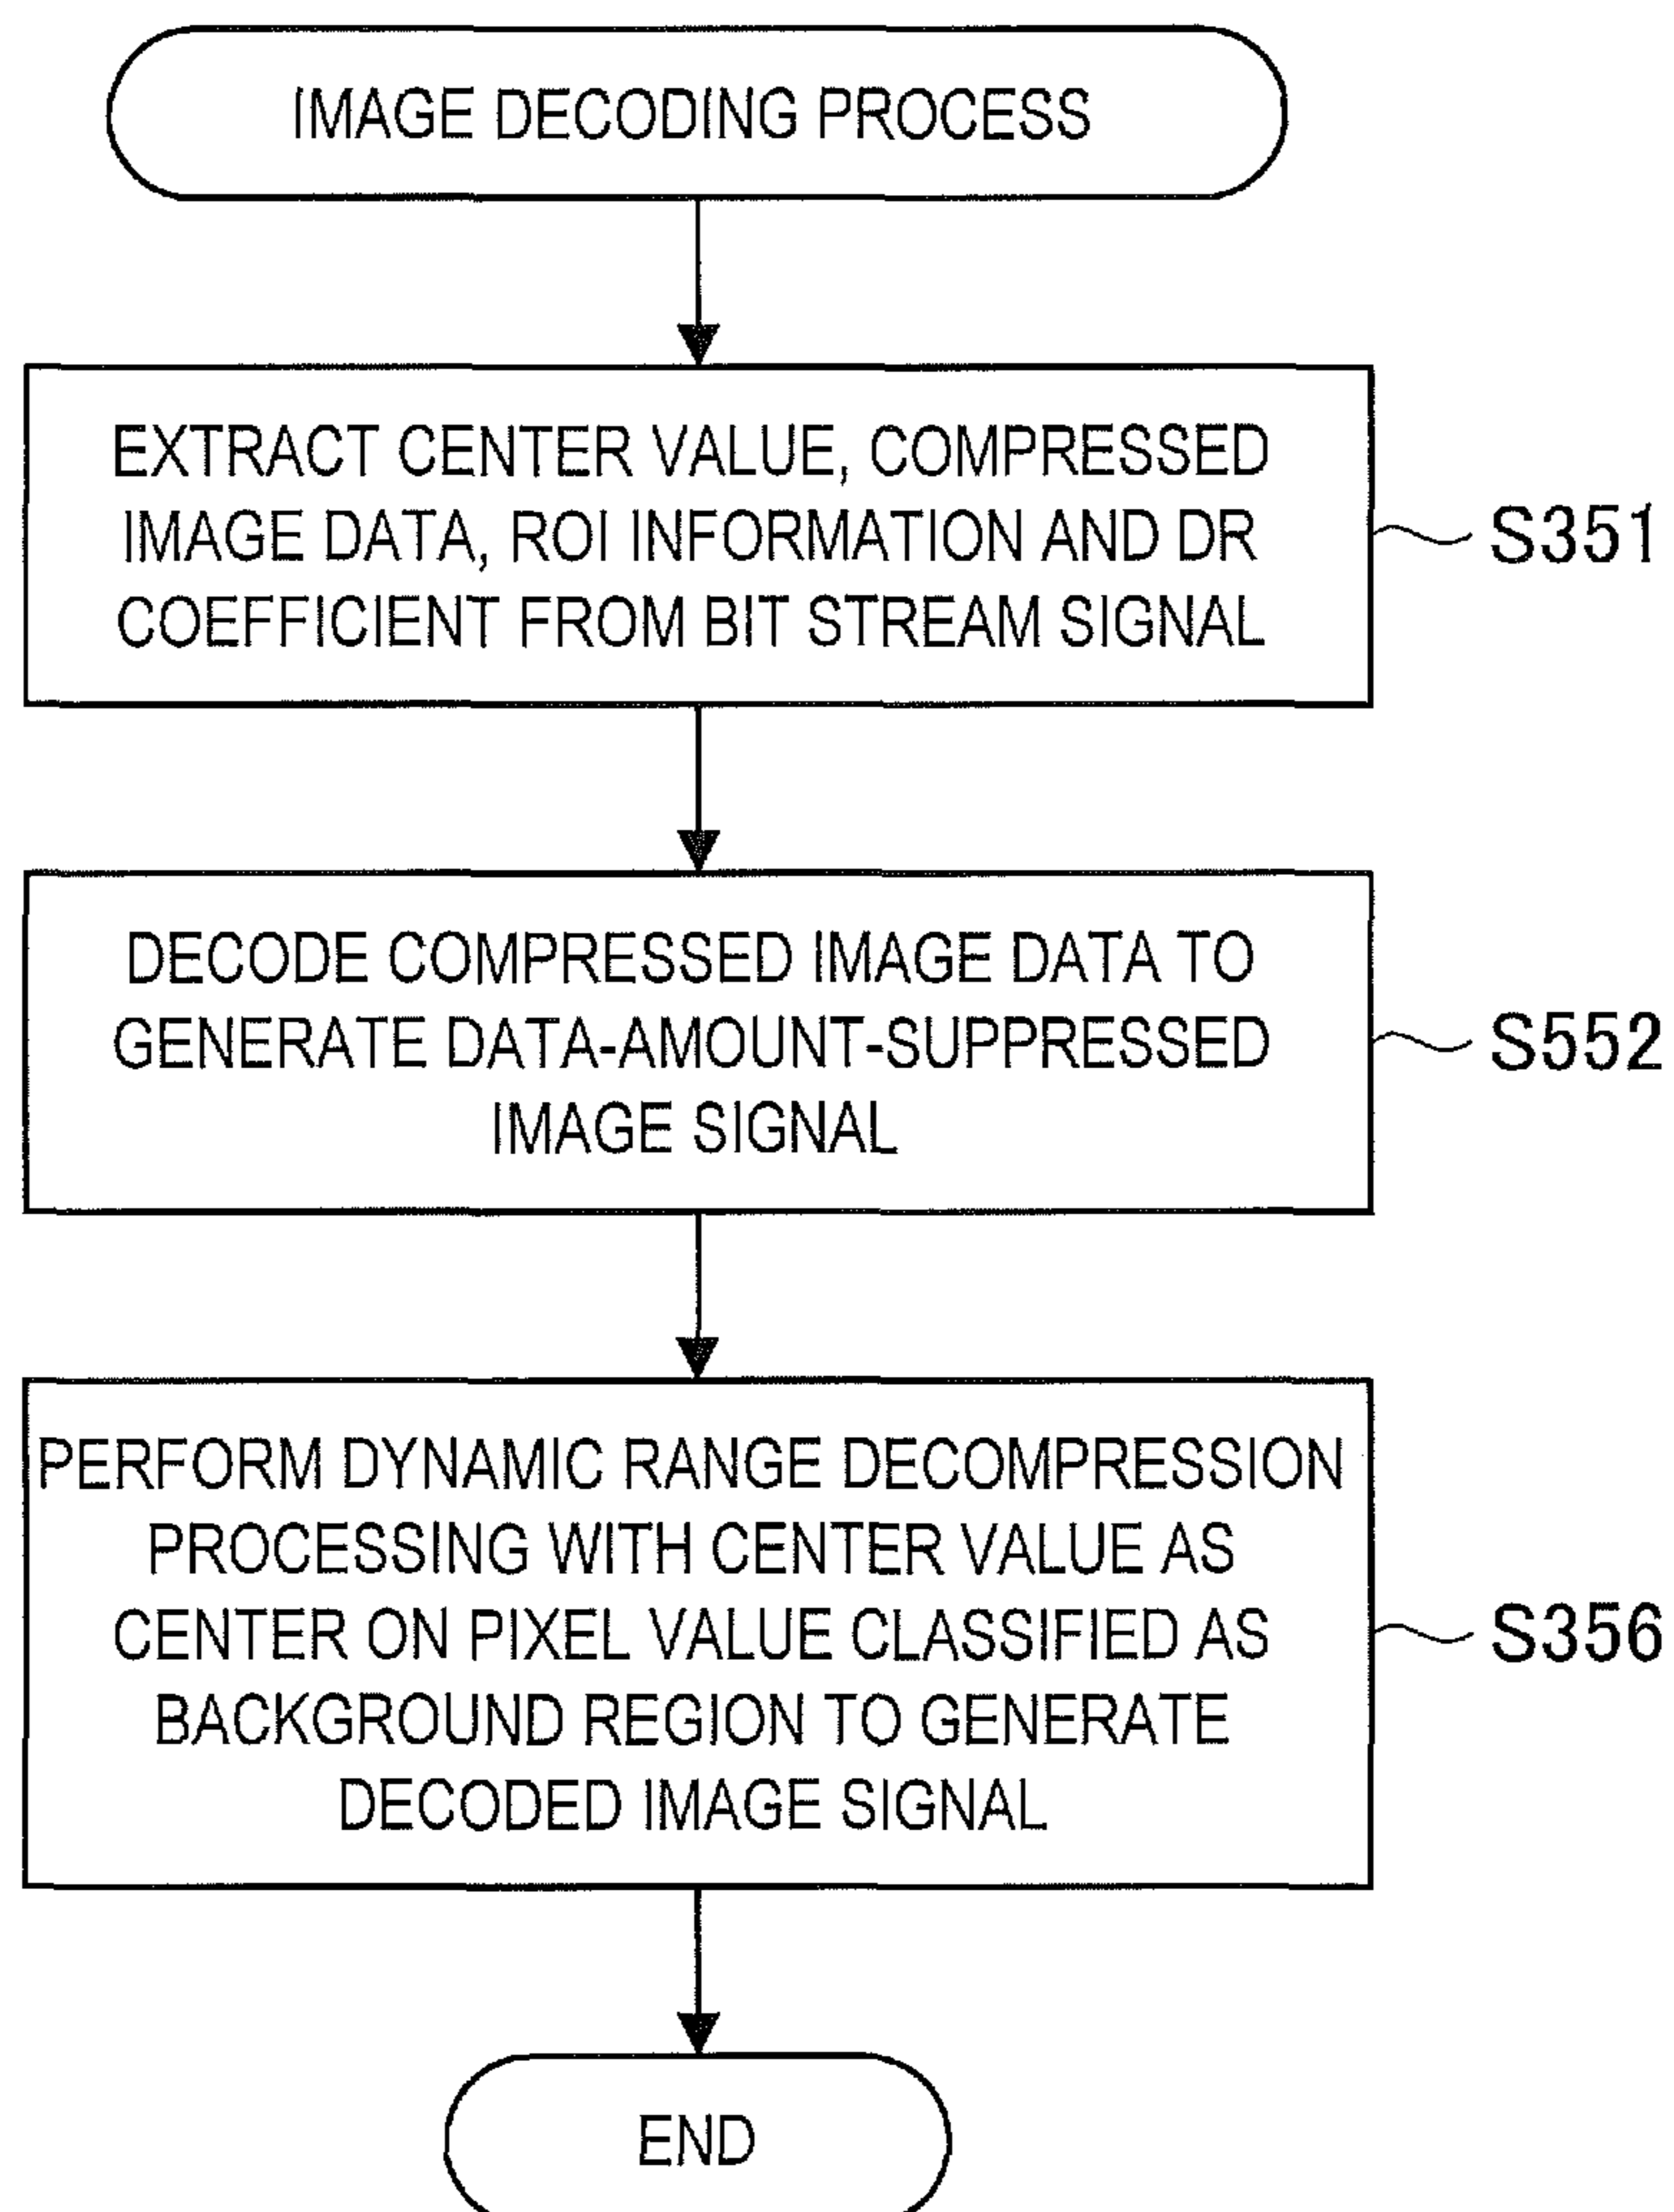 IMAGE DECODING PROCESS
EXTRACT CENTER VALUE, COMPRESSED
IMAGE DATA, ROI INFORMATION AND DR
COEFFICIENT FROM BIT STREAM SIGNAL
S351
DECODE COMPRESSED IMAGE DATA TO
GENERATE DATA-AMOUNT-SUPPRESSED
IMAGE SIGNAL
S552
PERFORM DYNAMIC RANGE DECOMPRESSION
PROCESSING WITH CENTER VALUE AS
CENTER ON PIXEL VALUE CLASSIFIED AS
BACKGROUND REGION TO GENERATE
DECODED IMAGE SIGNAL
S356
END